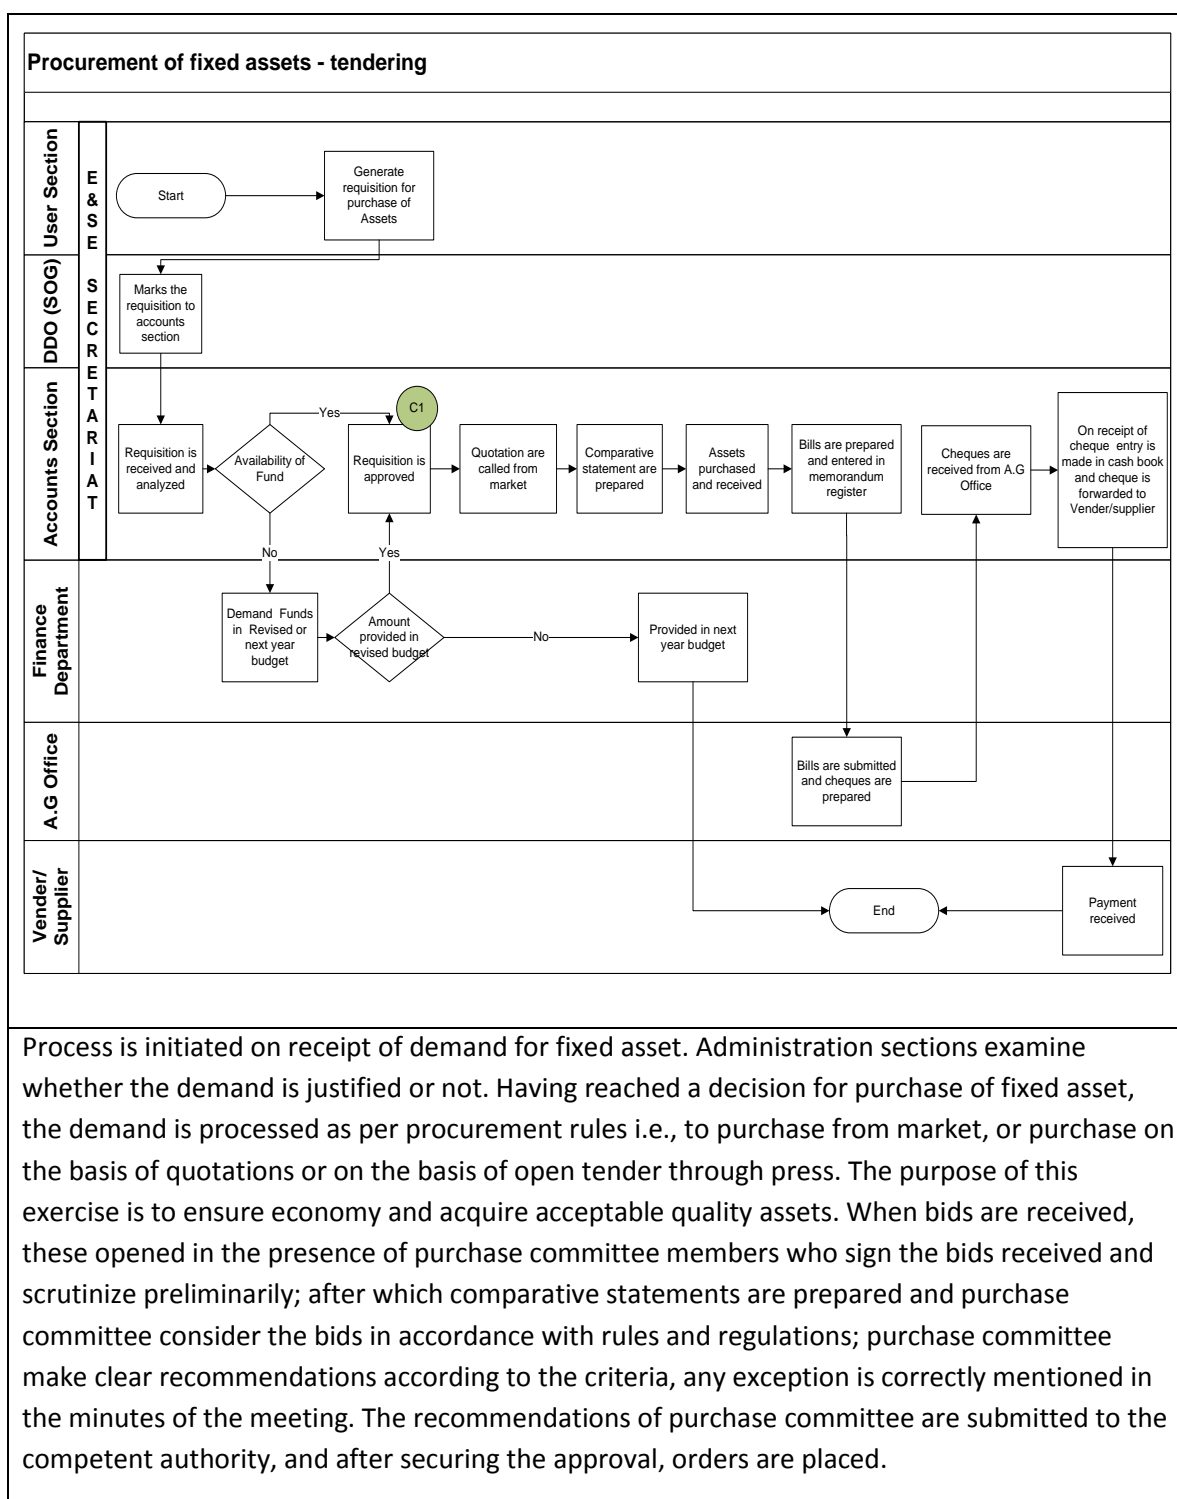 Procurement of fixed assets - tendering
User Section
E&SE SECRETARIAT
Start
Generate
requisition for
purchase of
Assets
DDO (SOG)
Marks the
requisition to
accounts
section
Accounts Section
Requisition is
received and
analyzed
Availability of
Fund
Yes
No
C1
Requisition is
approved
Quotation are
called from
market
Comparative
statement are
prepared
Assets
purchased
and received
Bills are prepared
and entered in
memorandum
register
Cheques are
received from A.G
Office
On receipt of
cheque entry is
made in cash book
and cheque is
forwarded to
Vender/supplier
Finance
Department
Demand Funds
in Revised or
next year
budget
Yes
Amount
provided in
revised budget
No
Provided in next
year budget
A.G Office
Bills are submitted
and cheques are
prepared
Vender/
Supplier
End
Payment
received
Process is initiated on receipt of demand for fixed asset. Administration sections examine
whether the demand is justified or not. Having reached a decision for purchase of fixed asset,
the demand is processed as per procurement rules i.e., to purchase from market, or purchase on
the basis of quotations or on the basis of open tender through press. The purpose of this
exercise is to ensure economy and acquire acceptable quality assets. When bids are received,
these opened in the presence of purchase committee members who sign the bids received and
scrutinize preliminarily; after which comparative statements are prepared and purchase
committee consider the bids in accordance with rules and regulations; purchase committee
make clear recommendations according to the criteria, any exception is correctly mentioned in
the minutes of the meeting. The recommendations of purchase committee are submitted to the
competent authority, and after securing the approval, orders are placed.